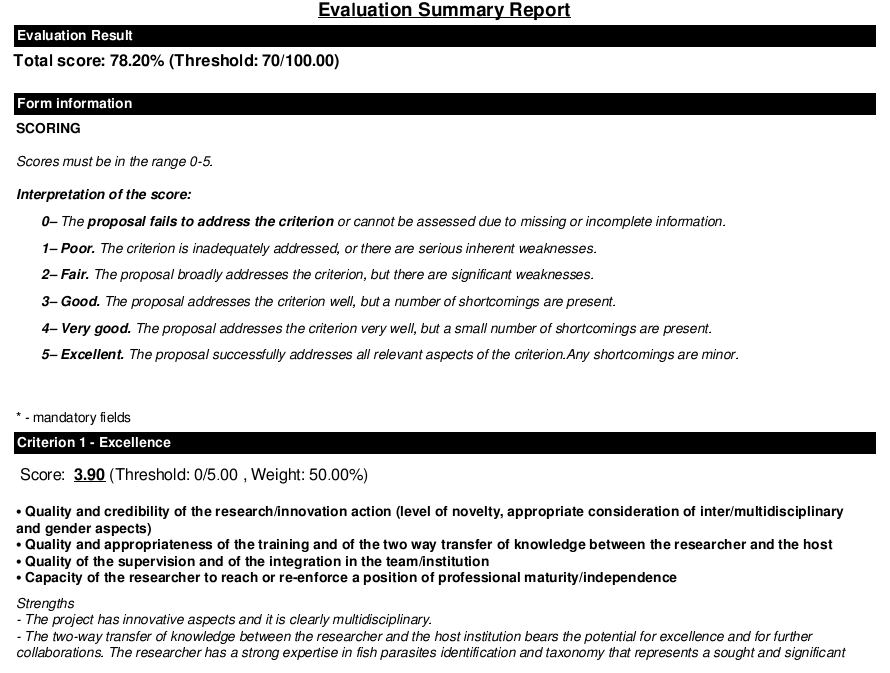 Evaluation Summary Report
Evaluation Result
Total score: 78.20% (Threshold: 70/100.00)
Form information
SCORING
Scores must be in the range 0-5.
Interpretation of the score:
0– The proposal fails to address the criterion or cannot be assessed due to missing or incomplete information.
1– Poor. The criterion is inadequately addressed, or there are serious inherent weaknesses.
2– Fair. The proposal broadly addresses the criterion, but there are significant weaknesses.
3– Good. The proposal addresses the criterion well, but a number of shortcomings are present.
4– Very good. The proposal addresses the criterion very well, but a small number of shortcomings are present.
5– Excellent. The proposal successfully addresses all relevant aspects of the criterion.Any shortcomings are minor.
* - mandatory fields
Criterion 1 - Excellence
Score: 3.90 (Threshold: 0/5.00 , Weight: 50.00%)
• Quality and credibility of the research/innovation action (level of novelty, appropriate consideration of inter/multidisciplinary
and gender aspects)
• Quality and appropriateness of the training and of the two way transfer of knowledge between the researcher and the host
• Quality of the supervision and of the integration in the team/institution
• Capacity of the researcher to reach or re-enforce a position of professional maturity/independence
Strengths
- The project has innovative aspects and it is clearly multidisciplinary.
- The two-way transfer of knowledge between the researcher and the host institution bears the potential for excellence and for further
collaborations. The researcher has a strong expertise in fish parasites identification and taxonomy that represents a sought and significant